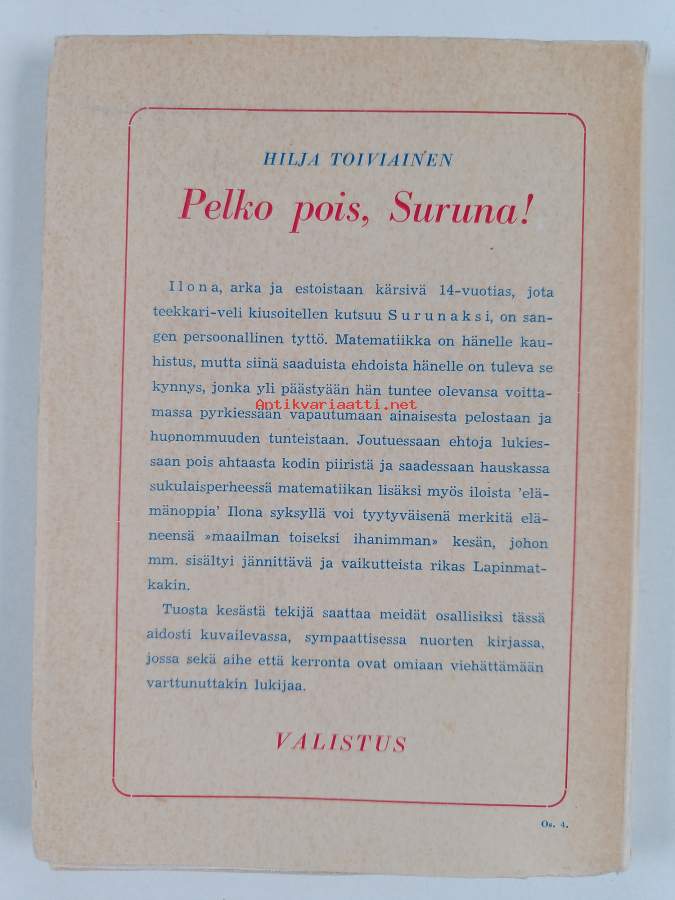 HILJA TOIVIAINEN
Pelko pois, Suruna!
Ilona, arka ja estoistaan kärsivä 14-vuotias, jota
teekkari-veli kiusoitellen kutsuu Surunaksi, on san-
gen persoonallinen tyttö. Matematiikka on hänelle kau-
histus, mutta siinä saaduista ehdoista hänelle on tuleva se
kynnys, jonka yli päästyään hän tuntee olevansa voitta-
massa pyrkiessään vapautumaan ainaisesta pelostaan ja
Antikvariaatti.net
huonommuuden tunteistaan. Joutuessaan ehtoja lukies-
saan pois ahtaasta kodin piiristä ja saadessaan hauskassa
sukulaisperheessä matematiikan lisäksi myös iloista 'elä-
mänoppia' Ilona syksyllä voi tyytyväisenä merkitä elä-
neensä »maailman toiseksi ihanimman» kesän, johon
mm. sisältyi jännittävä ja vaikutteista rikas Lapinmat-
kakin.
Tuosta kesästä tekijä saattaa meidät osallisiksi tässä
aidosti kuvailevassa, sympaattisessa nuorten kirjassa,
jossa sekä aihe että kerronta ovat omiaan viehättämään
varttunuttakin lukijaa.
VALISTUS
Os. 4.